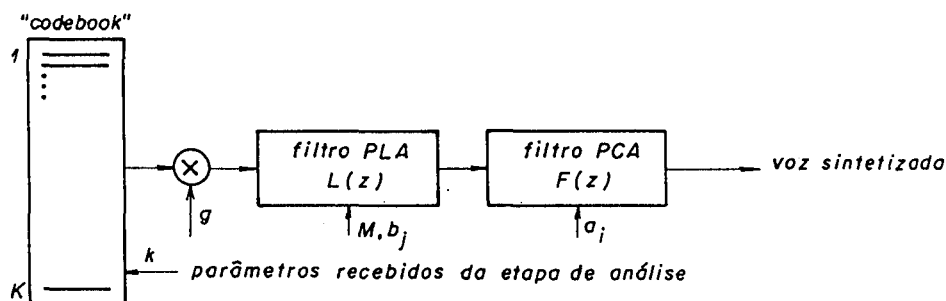 "codebook"
1
filtro PLA
L(z)
filtro PCA
F(z)
voz sintetizada
g
M, b_j
a_i
k
parâmetros recebidos da etapa de análise
K